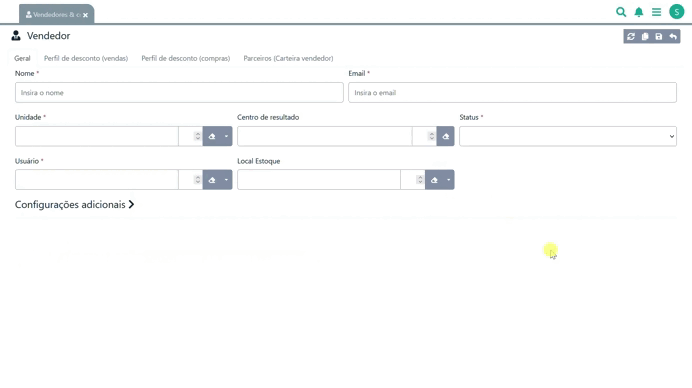 Vendedores & c
S
Vendedor
Geral Perfil de desconto (vendas) Perfil de desconto (compras) Parceiros (Carteira vendedor)
Nome * Email *
Insira o nome Insira o email
Unidade * Centro de resultado Status *
Usuário * Local Estoque
Configurações adicionais